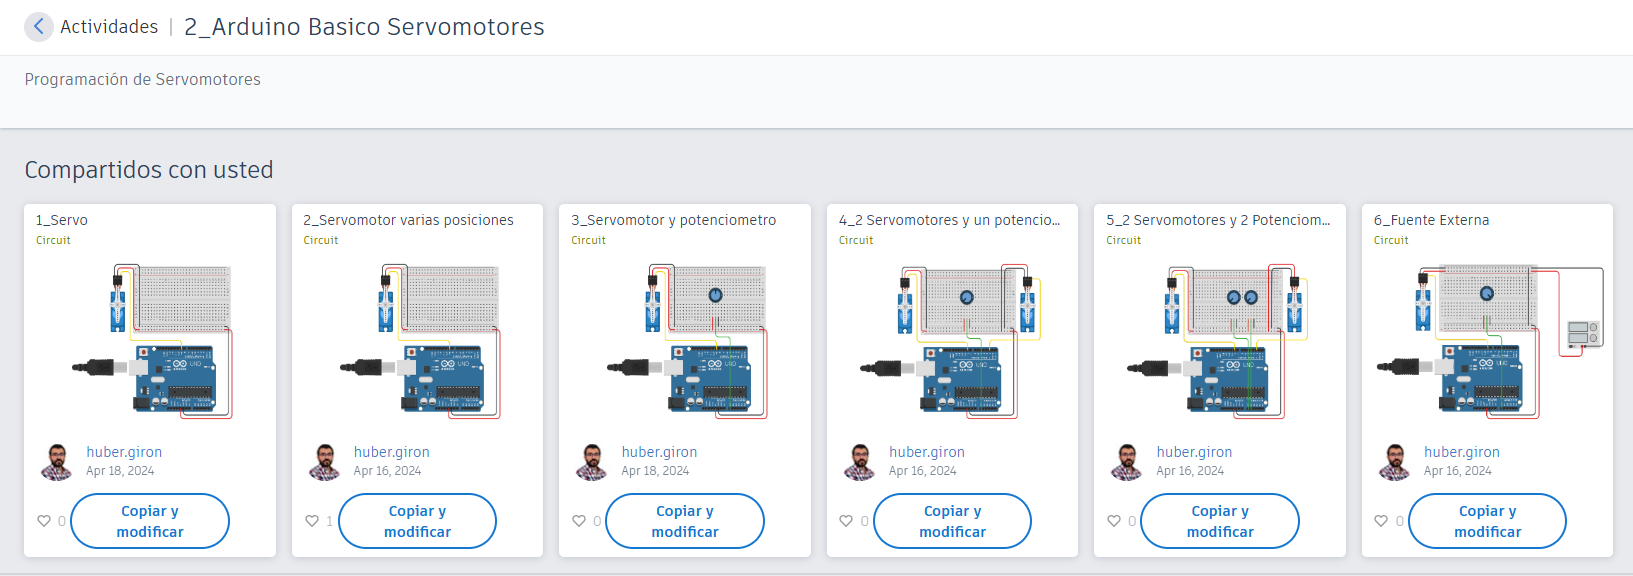 Actividades | 2_Arduino Basico Servomotores
Programación de Servomotores
Compartidos con usted
1_Servo
Circuit
huber.giron
Apr 18, 2024
0
Copiar y
modificar
2_Servomotor varias posiciones
Circuit
huber.giron
Apr 16, 2024
1
Copiar y
modificar
3_Servomotor y potenciometro
Circuit
huber.giron
Apr 18, 2024
0
Copiar y
modificar
4_2 Servomotores y un potencio...
Circuit
huber.giron
Apr 16, 2024
0
Copiar y
modificar
5_2 Servomotores y 2 Potenciom...
Circuit
huber.giron
Apr 16, 2024
0
Copiar y
modificar
6_Fuente Externa
Circuit
huber.giron
Apr 16, 2024
0
Copiar y
modificar